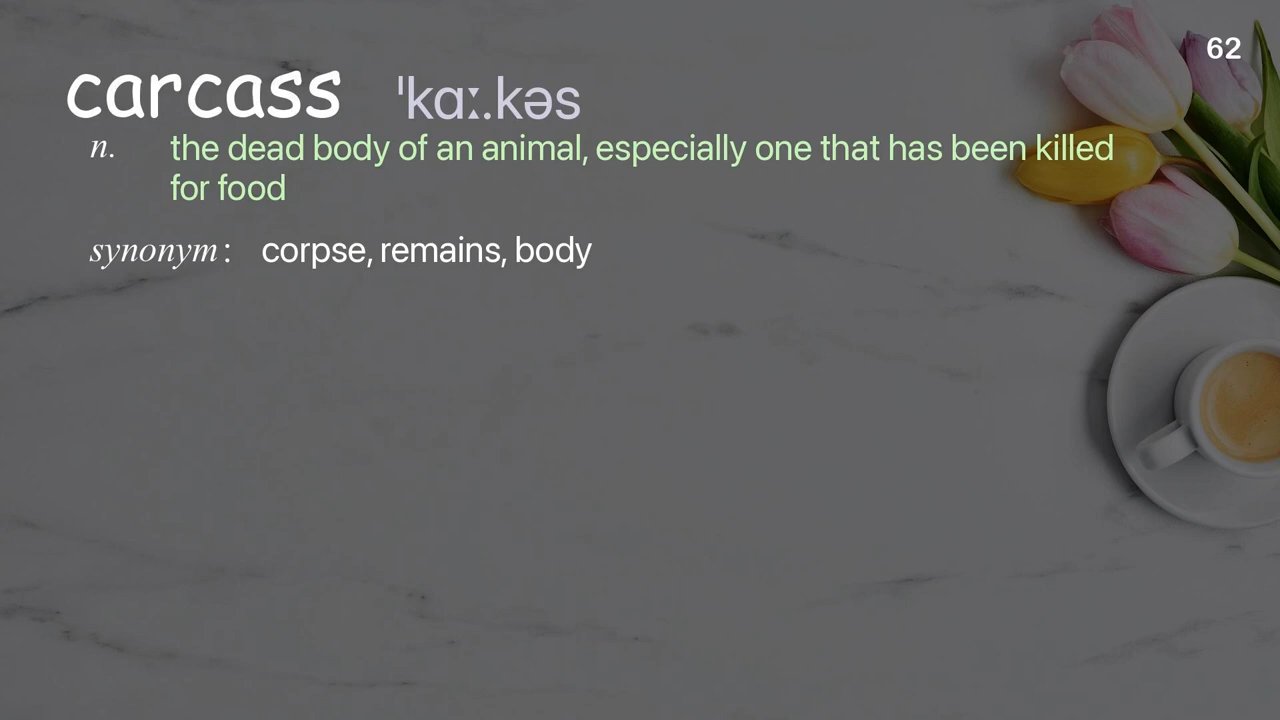 62
carcass ˈkɑː.kəs
n. the dead body of an animal, especially one that has been killed
for food
synonym: corpse, remains, body